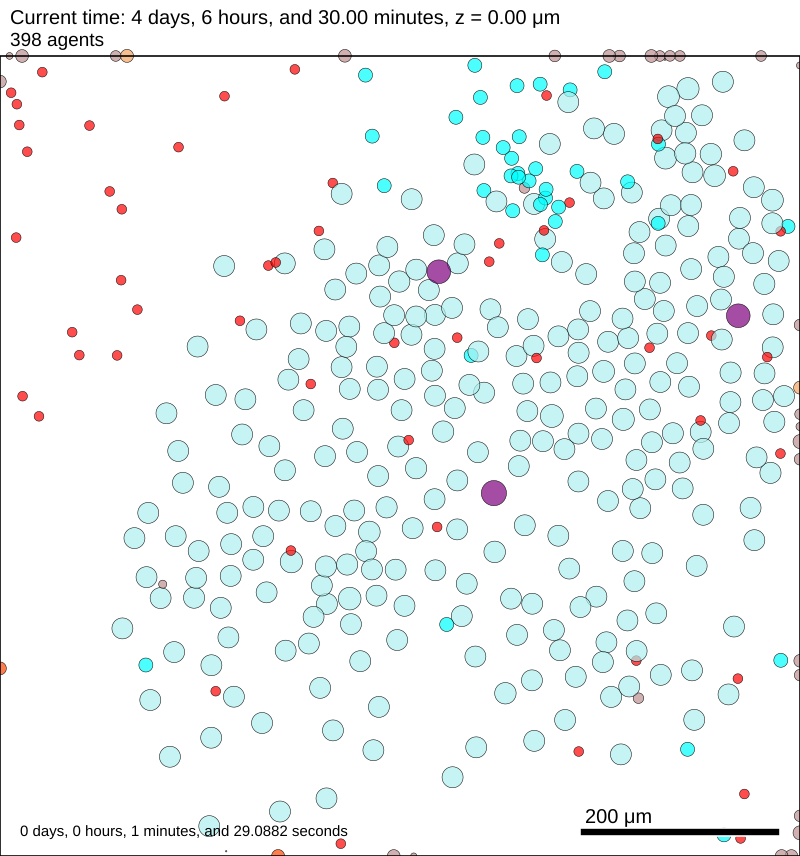 Current time: 4 days, 6 hours, and 30.00 minutes, z = 0.00 μm
398 agents
200 μm
0 days, 0 hours, 1 minutes, and 29.0882 seconds